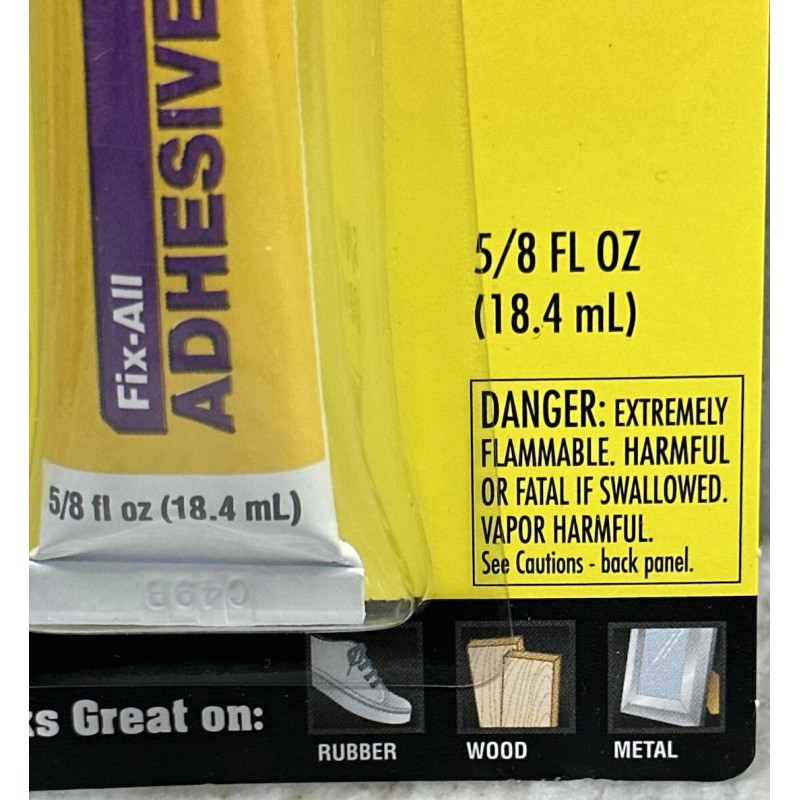 Fix-All
ADHESIVE
5/8 fl oz (18.4 mL)
5/8 FL OZ
(18.4 mL)
DANGER: EXTREMELY
FLAMMABLE. HARMFUL
OR FATAL IF SWALLOWED.
VAPOR HARMFUL.
See Cautions - back panel.
ks Great on:
RUBBER
WOOD
METAL